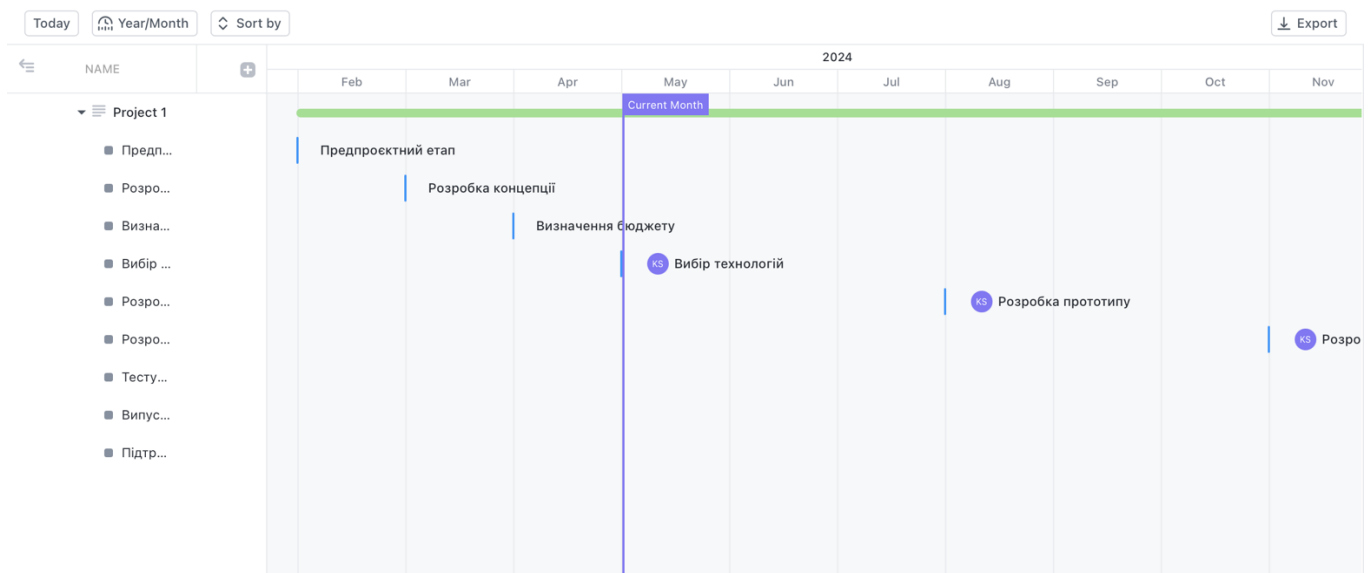 Today Year/Month Sort by Export
NAME 2024
Feb Mar Apr May Jun Jul Aug Sep Oct Nov
Project 1 Current Month
Предп... Предпроєктний етап
Розро... Розробка концепції
Визна... Визначення бюджету
Вибір ... KS Вибір технологій
Розро... KS Розробка прототипу
Розро... KS Розро
Тесту...
Випус...
Підтр...